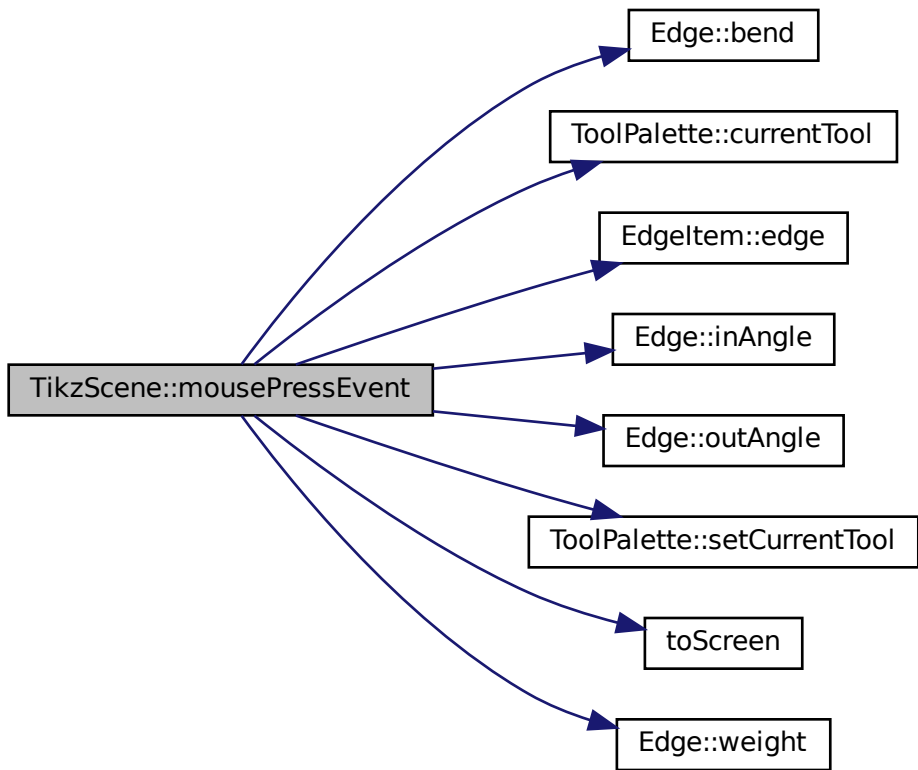 Edge::bend
ToolPalette::currentTool
EdgeItem::edge
Edge::inAngle
TikzScene::mousePressEvent
Edge::outAngle
ToolPalette::setCurrentTool
toScreen
Edge::weight